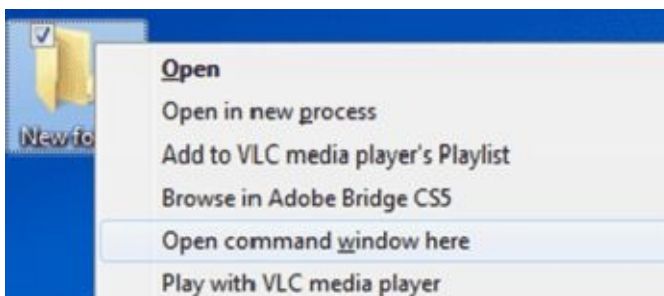 New fo
Open
Open in new process
Add to VLC media player's Playlist
Browse in Adobe Bridge CS5
Open command window here
Play with VLC media player